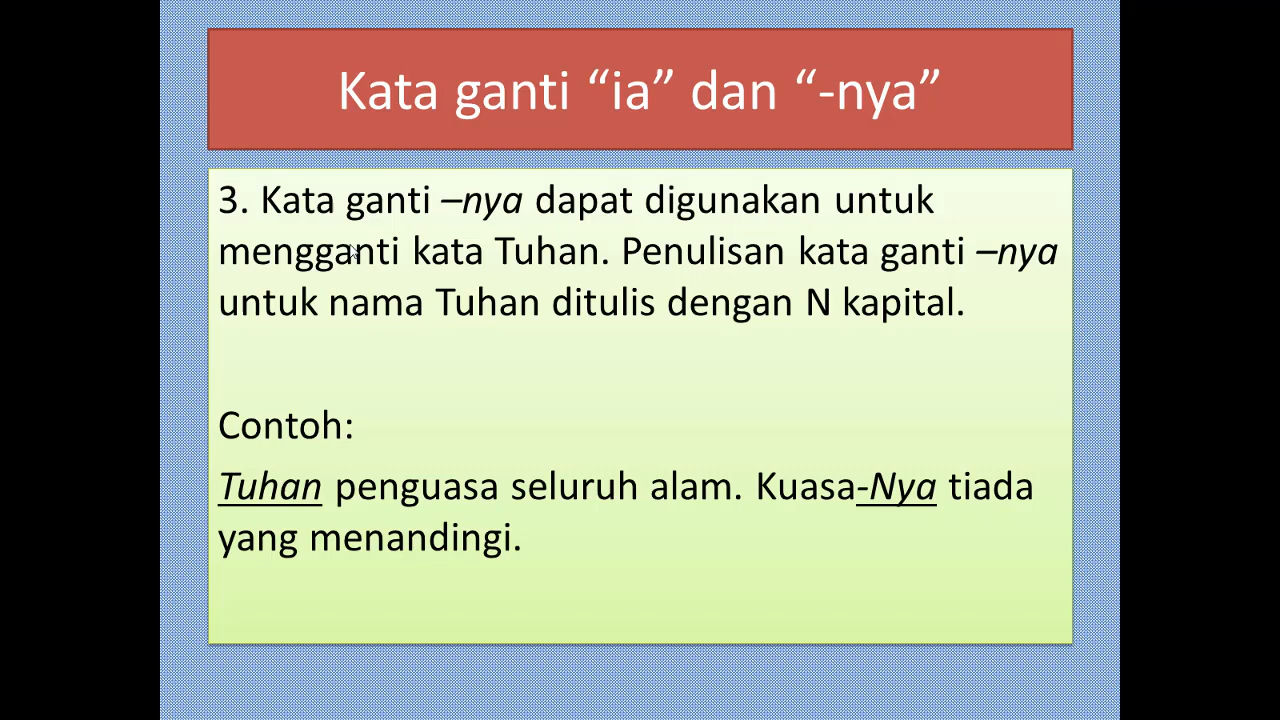 Kata ganti “ia” dan “-nya”
3. Kata ganti –nya dapat digunakan untuk
mengganti kata Tuhan. Penulisan kata ganti –nya
untuk nama Tuhan ditulis dengan N kapital.
Contoh:
Tuhan penguasa seluruh alam. Kuasa-Nya tiada
yang menandingi.